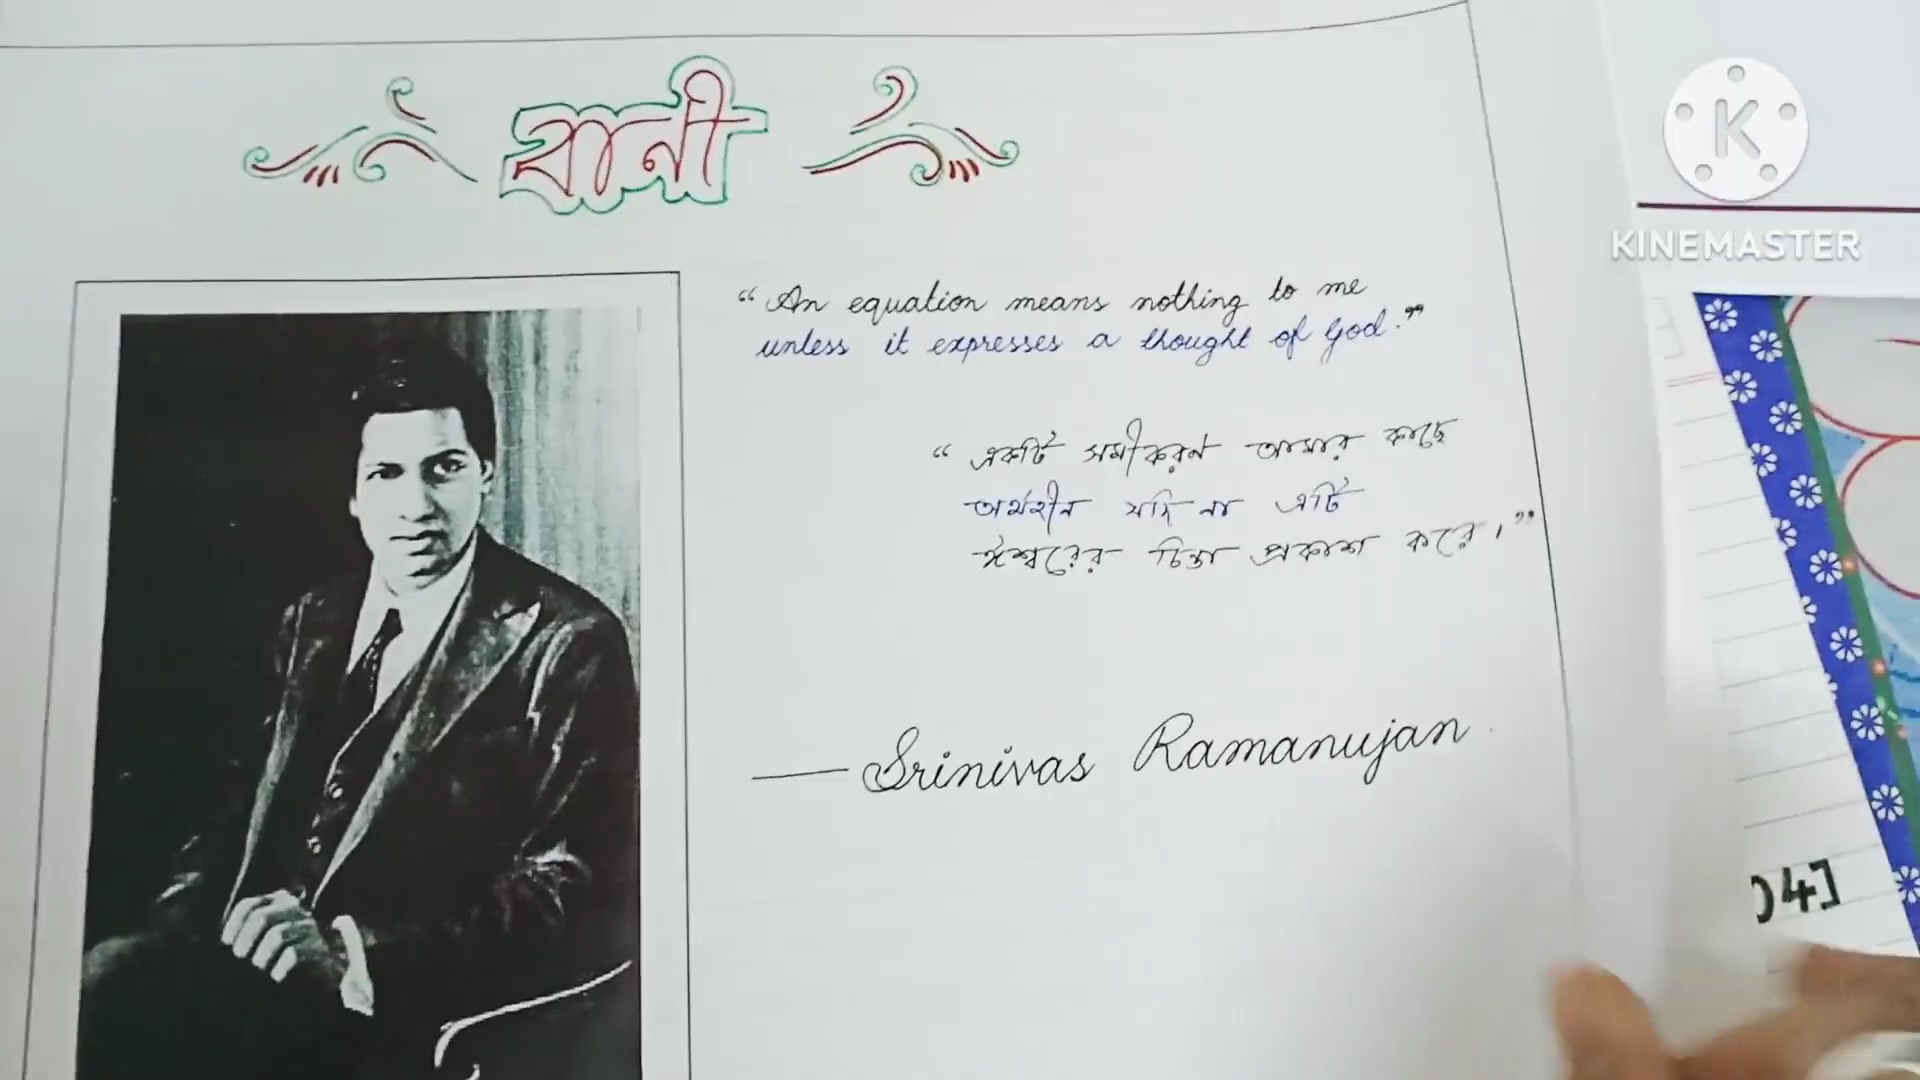 বাণী
K
KINEMASTER
“An equation means nothing to me
unless it expresses a thought of God.”
“একটি সমীকরণ আমার কাছে
অর্থহীন যদি না এটি
ঈশ্বরের চিন্তা প্রকাশ করে।”
— Srinivas Ramanujan
04]